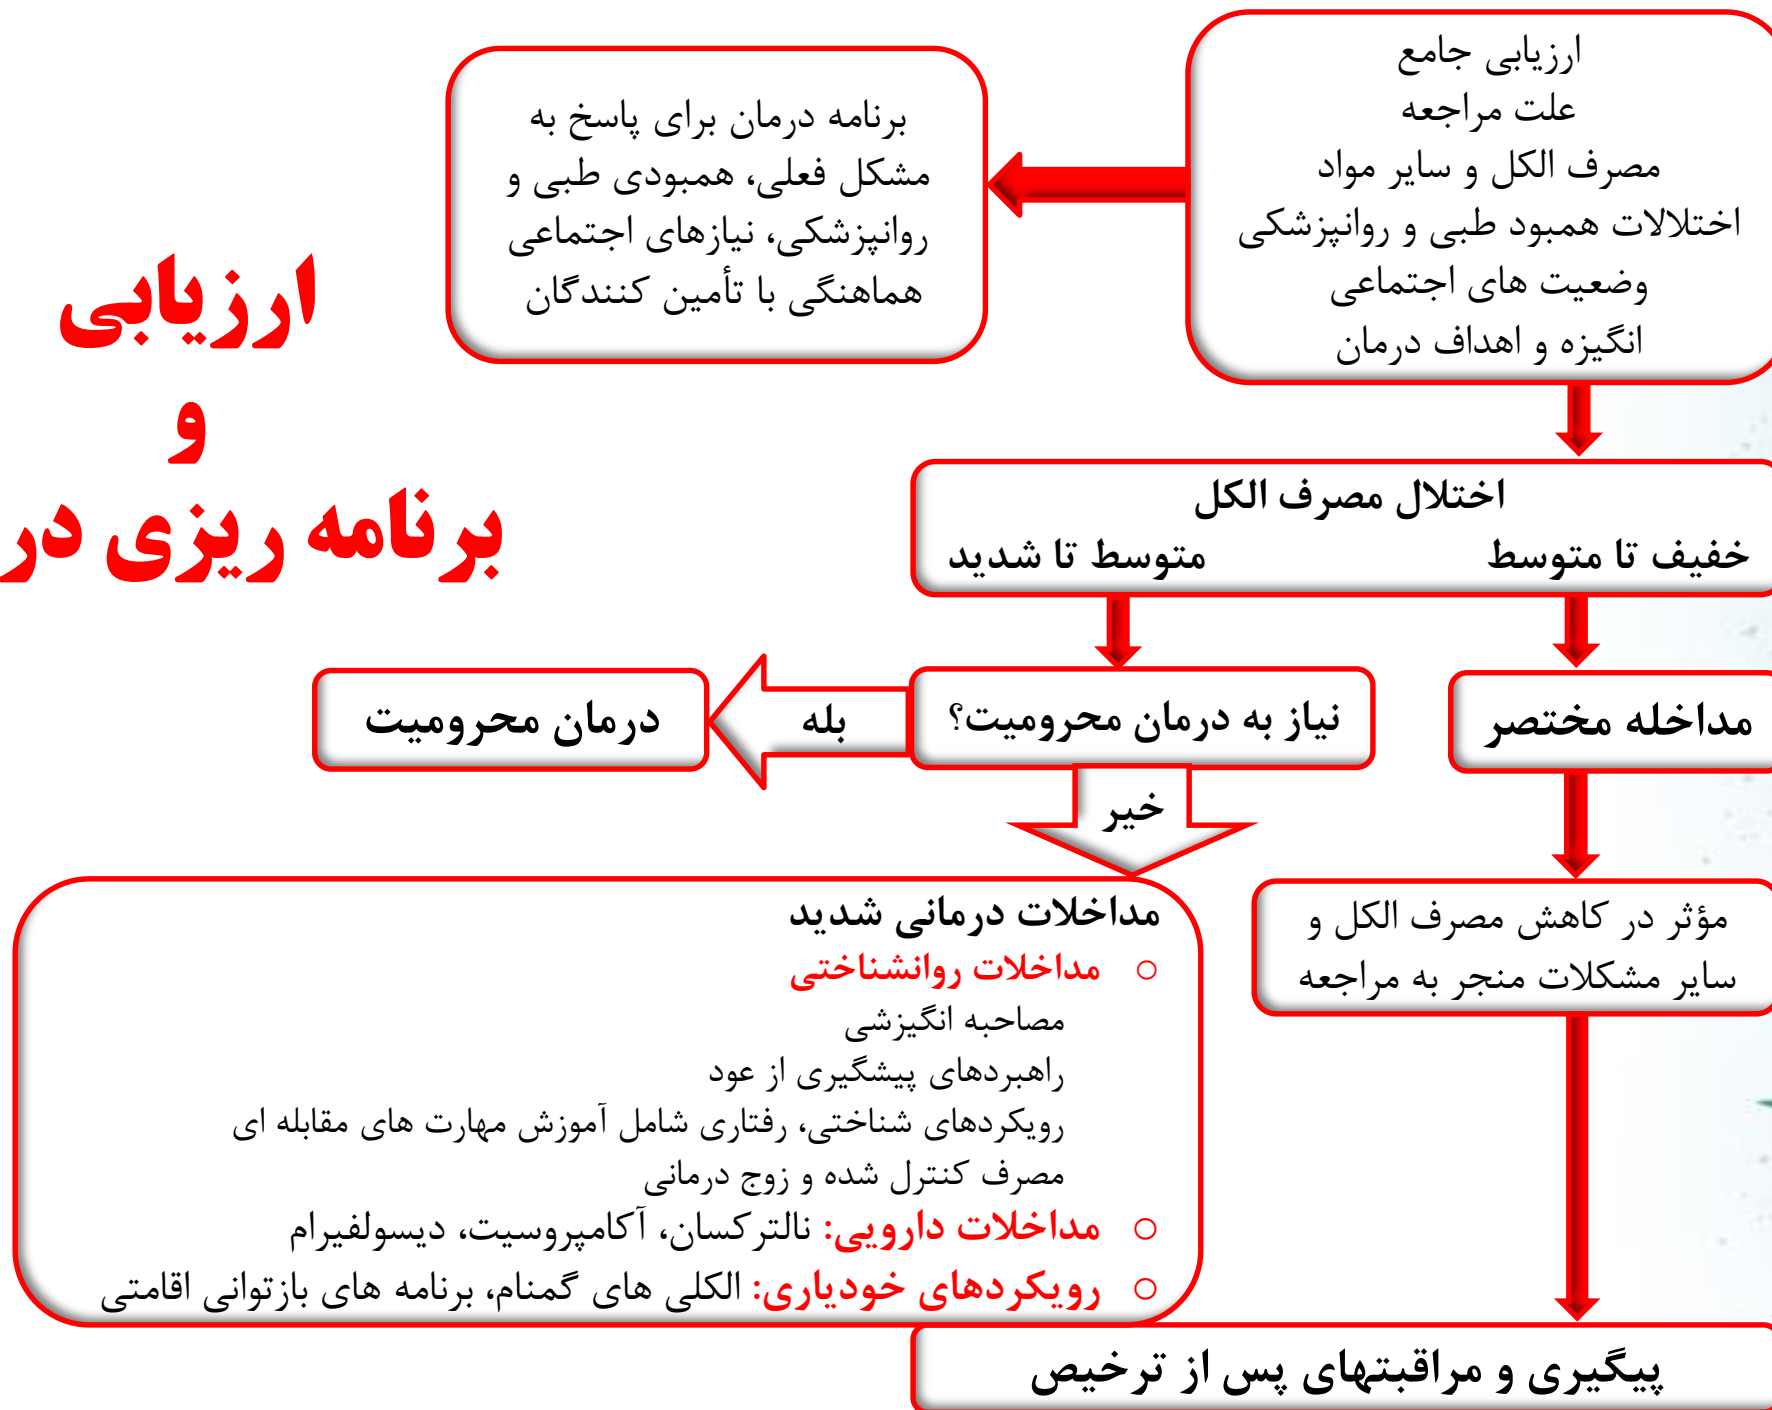 ارزیابی
و
برنامه ریزی در
ارزیابی جامع
علت مراجعه
مصرف الکل و سایر مواد
اختلالات همبود طبی و روانپزشکی
وضعیت های اجتماعی
انگیزه و اهداف درمان
برنامه درمان برای پاسخ به
مشکل فعلی، همبودی طبی و
روانپزشکی، نیازهای اجتماعی
هماهنگی با تأمین کنندگان
اختلال مصرف الکل
خفیف تا متوسط
متوسط تا شدید
مداخله مختصر
نیاز به درمان محرومیت؟
بله
درمان محرومیت
خیر
مؤثر در کاهش مصرف الکل و
سایر مشکلات منجر به مراجعه
مداخلات درمانی شدید
○ مداخلات روانشناختی
مصاحبه انگیزشی
راهبردهای پیشگیری از عود
رویکردهای شناختی، رفتاری شامل آموزش مهارت های مقابله ای
مصرف کنترل شده و زوج درمانی
○ مداخلات دارویی: نالترکسان، آکامپروسیت، دیسولفیرام
○ رویکردهای خودیاری: الکلی های گمنام، برنامه های بازتوانی اقامتی
پیگیری و مراقبتهای پس از ترخیص